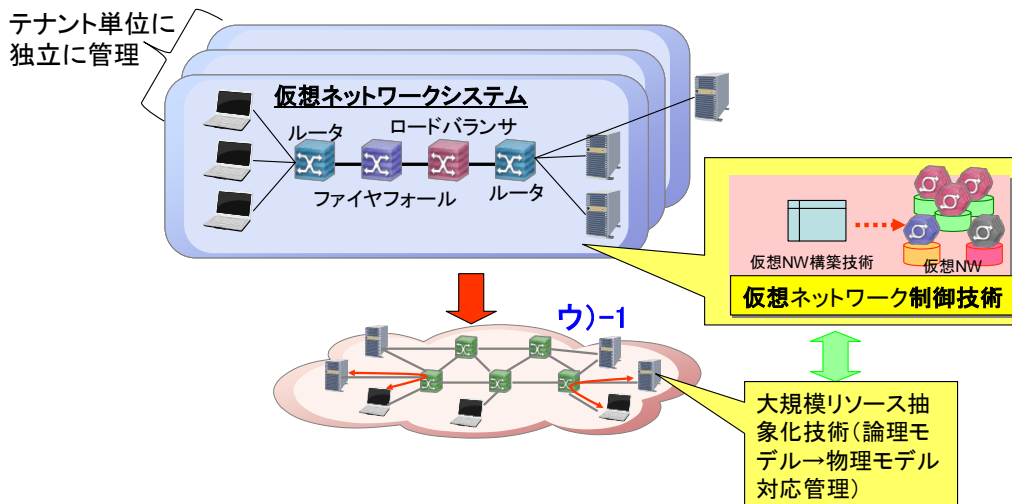 テナント単位に
独立に管理
仮想ネットワークシステム
ルータ
ロードバランサ
ファイヤフォール
ルータ
仮想NW構築技術
仮想NW
仮想ネットワーク制御技術
ウ)-1
大規模リソース抽
象化技術(論理モ
デル→物理モデル
対応管理)